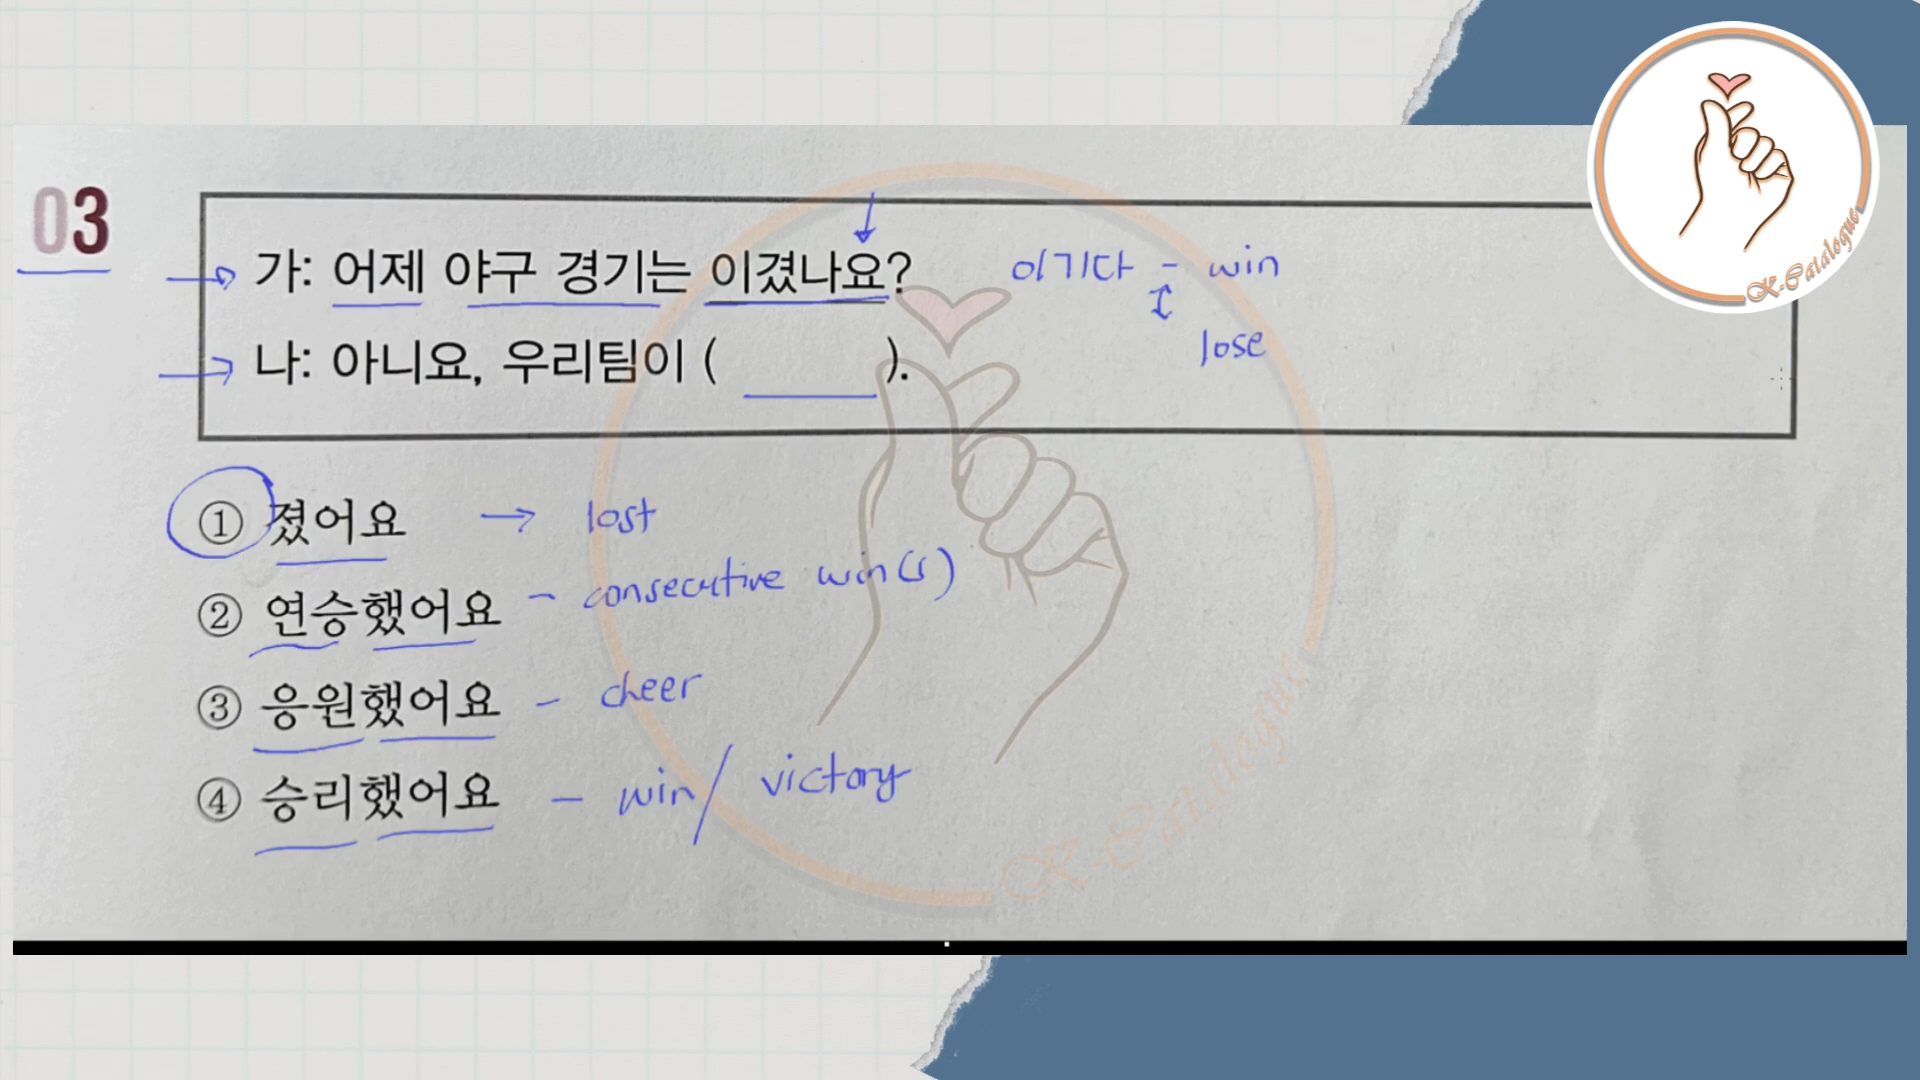 K-Catalogue
03
가: 어제 야구 경기는 이겼나요? 이기다 - win
↕
lose
나: 아니요, 우리팀이 ( ).
① 졌어요 → lost
② 연승했어요 - consecutive win(s)
③ 응원했어요 - cheer
④ 승리했어요 - win / victory
K-Catalogue